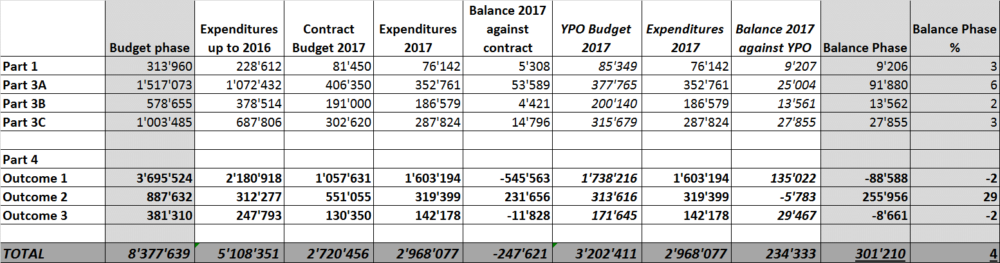 Budget phase Expenditures up to 2016 Contract Budget 2017 Expenditures 2017 Balance 2017 against contract YPO Budget 2017 Expenditures 2017 Balance 2017 against YPO Balance Phase Balance Phase %
Part 1 313'960 228'612 81'450 76'142 5'308 85'349 76'142 9'207 9'206 3
Part 3A 1'517'073 1'072'432 406'350 352'761 53'589 377'765 352'761 25'004 91'880 6
Part 3B 578'655 378'514 191'000 186'579 4'421 200'140 186'579 13'561 13'562 2
Part 3C 1'003'485 687'806 302'620 287'824 14'796 315'679 287'824 27'855 27'855 3
Part 4
Outcome 1 3'695'524 2'180'918 1'057'631 1'603'194 -545'563 1'738'216 1'603'194 135'022 -88'588 -2
Outcome 2 887'632 312'277 551'055 319'399 231'656 313'616 319'399 -5'783 255'956 29
Outcome 3 381'310 247'793 130'350 142'178 -11'828 171'645 142'178 29'467 -8'661 -2
TOTAL 8'377'639 5'108'351 2'720'456 2'968'077 -247'621 3'202'411 2'968'077 234'333 301'210 4